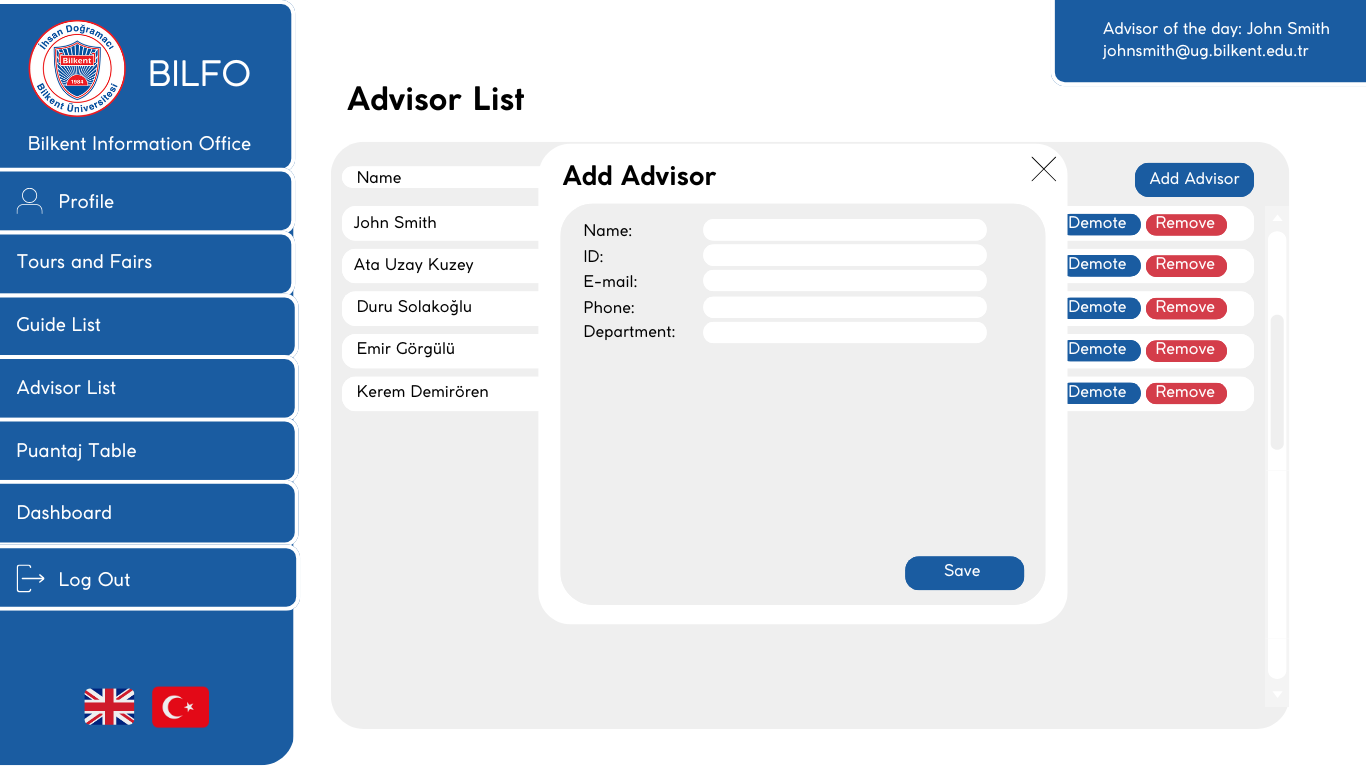 İhsan Doğramacı
Bilkent
1984
Bilkent Üniversitesi
BILFO
Bilkent Information Office
Profile
Tours and Fairs
Guide List
Advisor List
Puantaj Table
Dashboard
Log Out
Advisor of the day: John Smith
johnsmith@ug.bilkent.edu.tr
Advisor List
Name
Add Advisor
John Smith
Demote Remove
Ata Uzay Kuzey
Demote Remove
Duru Solakoğlu
Demote Remove
Emir Görgülü
Demote Remove
Kerem Demirören
Demote Remove
Add Advisor
Name:
ID:
E-mail:
Phone:
Department:
Save